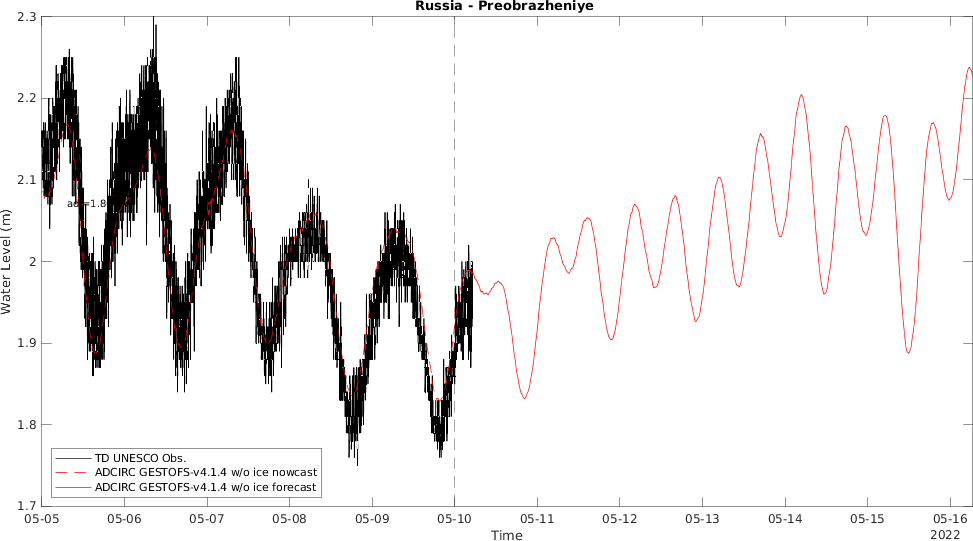 Russia - Preobrazheniye
2.3
2.2
2.1
2
1.9
1.8
1.7
Water Level (m)
TD UNESCO Obs.
ADCIRC GESTOFS-v4.1.4 w/o ice nowcast
ADCIRC GESTOFS-v4.1.4 w/o ice forecast
05-05 05-06 05-07 05-08 05-09 05-10 05-11 05-12 05-13 05-14 05-15 05-16
Time
2022